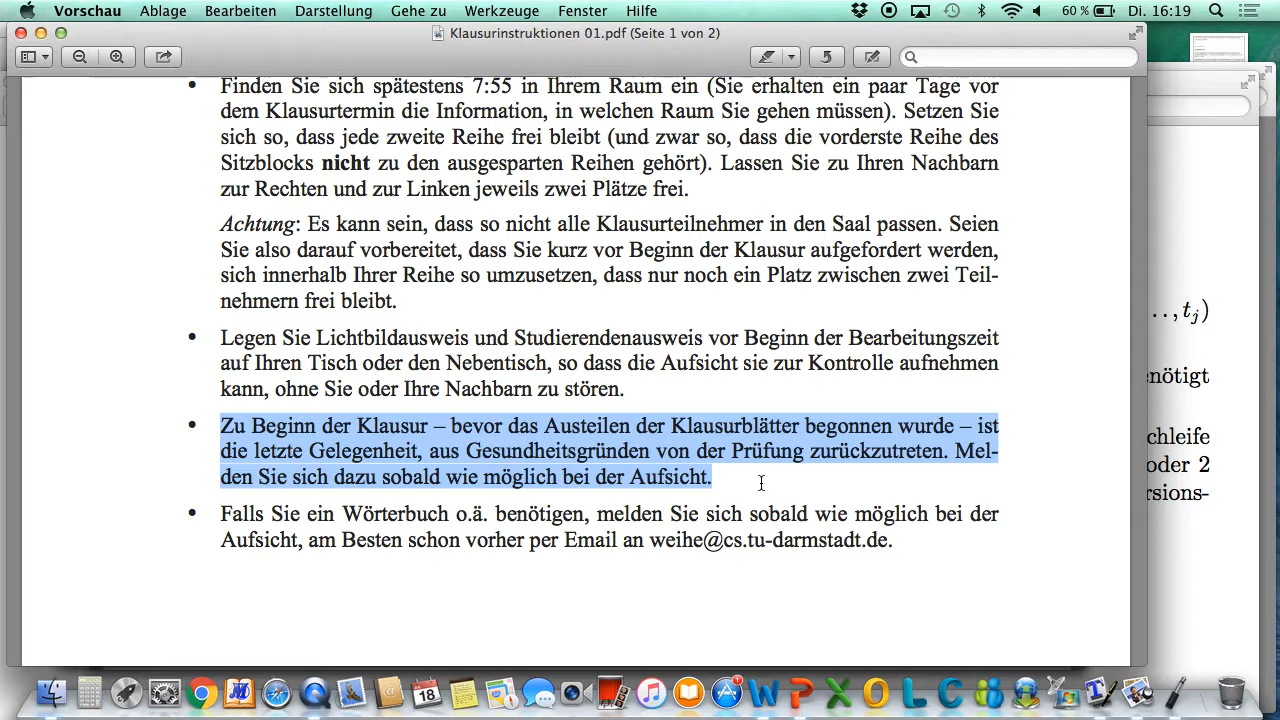 Vorschau Ablage Bearbeiten Darstellung Gehe zu Werkzeuge Fenster Hilfe 60 % Di. 16:19
Klausurinstruktionen 01.pdf (Seite 1 von 2)
• Finden Sie sich spätestens 7:55 in Ihrem Raum ein (Sie erhalten ein paar Tage vor
dem Klausurtermin die Information, in welchen Raum Sie gehen müssen). Setzen Sie
sich so, dass jede zweite Reihe frei bleibt (und zwar so, dass die vorderste Reihe des
Sitzblocks nicht zu den ausgesparten Reihen gehört). Lassen Sie zu Ihren Nachbarn
zur Rechten und zur Linken jeweils zwei Plätze frei.
Achtung: Es kann sein, dass so nicht alle Klausurteilnehmer in den Saal passen. Seien
Sie also darauf vorbereitet, dass Sie kurz vor Beginn der Klausur aufgefordert werden,
sich innerhalb Ihrer Reihe so umzusetzen, dass nur noch ein Platz zwischen zwei Teil-
nehmern frei bleibt.
• Legen Sie Lichtbildausweis und Studierendenausweis vor Beginn der Bearbeitungszeit
auf Ihren Tisch oder den Nebentisch, so dass die Aufsicht sie zur Kontrolle aufnehmen
kann, ohne Sie oder Ihre Nachbarn zu stören.
• Zu Beginn der Klausur – bevor das Austeilen der Klausurblätter begonnen wurde – ist
die letzte Gelegenheit, aus Gesundheitsgründen von der Prüfung zurückzutreten. Mel-
den Sie sich dazu sobald wie möglich bei der Aufsicht.
• Falls Sie ein Wörterbuch o.ä. benötigen, melden Sie sich sobald wie möglich bei der
Aufsicht, am Besten schon vorher per Email an weihe@cs.tu-darmstadt.de.
. . , tj)
nötigt
chleife
oder 2
rsions-
18